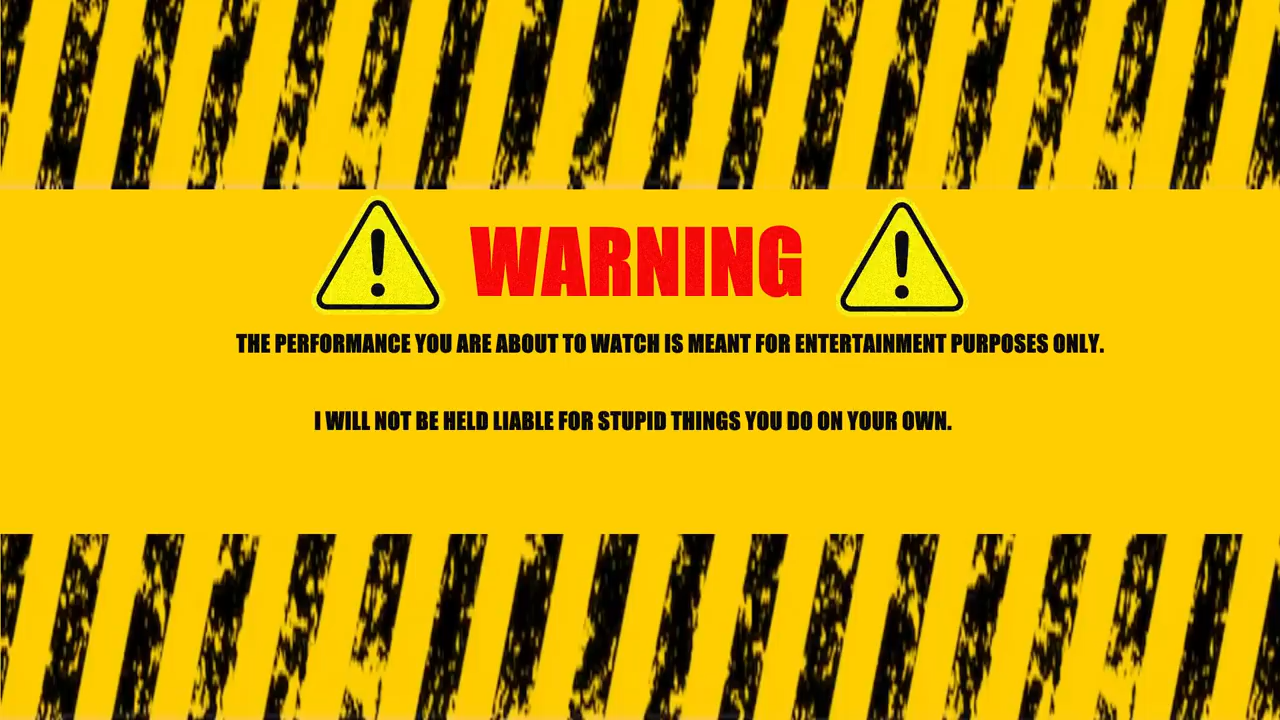 WARNING
THE PERFORMANCE YOU ARE ABOUT TO WATCH IS MEANT FOR ENTERTAINMENT PURPOSES ONLY.
I WILL NOT BE HELD LIABLE FOR STUPID THINGS YOU DO ON YOUR OWN.